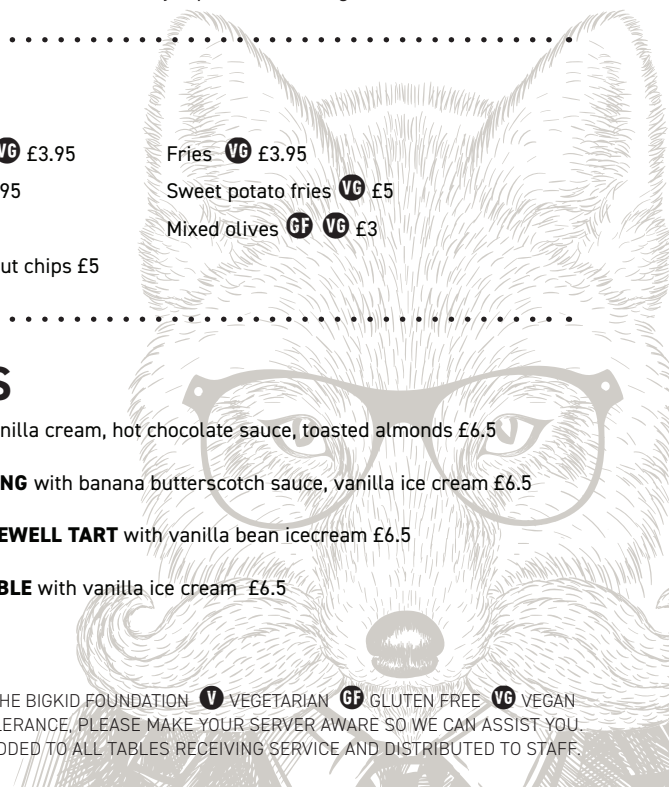 VG £3.95
Fries VG £3.95
95
Sweet potato fries VG £5
Mixed olives GF VG £3
ut chips £5
S
nilla cream, hot chocolate sauce, toasted almonds £6.5
NG with banana butterscotch sauce, vanilla ice cream £6.5
EWELL TART with vanilla bean icecream £6.5
BLE with vanilla ice cream £6.5
HE BIGKID FOUNDATION V VEGETARIAN GF GLUTEN FREE VG VEGAN
LERANCE, PLEASE MAKE YOUR SERVER AWARE SO WE CAN ASSIST YOU.
DDED TO ALL TABLES RECEIVING SERVICE AND DISTRIBUTED TO STAFF.